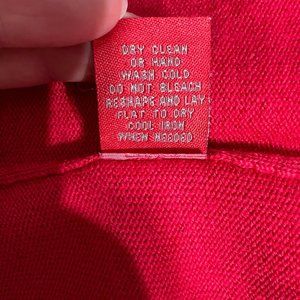 DRY CLEAN
OR HAND
WASH COLD
DO NOT BLEACH
RESHAPE AND LAY
FLAT TO DRY
COOL IRON
WHEN NEEDED